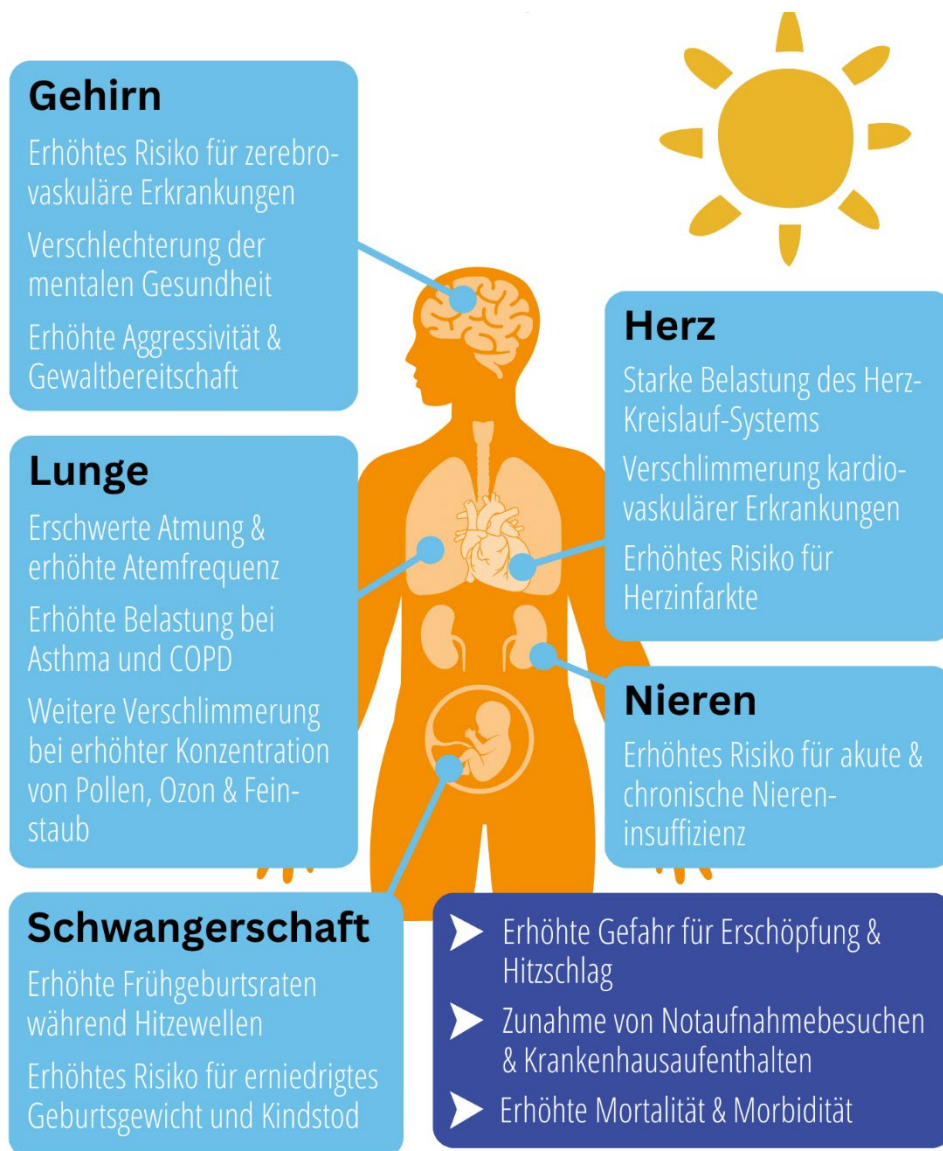 Gehirn
Erhöhtes Risiko für zerebro-
vaskuläre Erkrankungen
Verschlechterung der
mentalen Gesundheit
Erhöhte Aggressivität &
Gewaltbereitschaft
Herz
Starke Belastung des Herz-
Kreislauf-Systems
Verschlimmerung kardio-
vaskulärer Erkrankungen
Erhöhtes Risiko für
Herzinfarkte
Lunge
Erschwerte Atmung &
erhöhte Atemfrequenz
Erhöhte Belastung bei
Asthma und COPD
Weitere Verschlimmerung
bei erhöhter Konzentration
von Pollen, Ozon & Fein-
staub
Nieren
Erhöhtes Risiko für akute &
chronische Nieren-
insuffizienz
Schwangerschaft
Erhöhte Frühgeburtsraten
während Hitzewellen
Erhöhtes Risiko für erniedrigtes
Geburtsgewicht und Kindstod
Erhöhte Gefahr für Erschöpfung &
Hitzschlag
Zunahme von Notaufnahmebesuchen
& Krankenhausaufenthalten
Erhöhte Mortalität & Morbidität